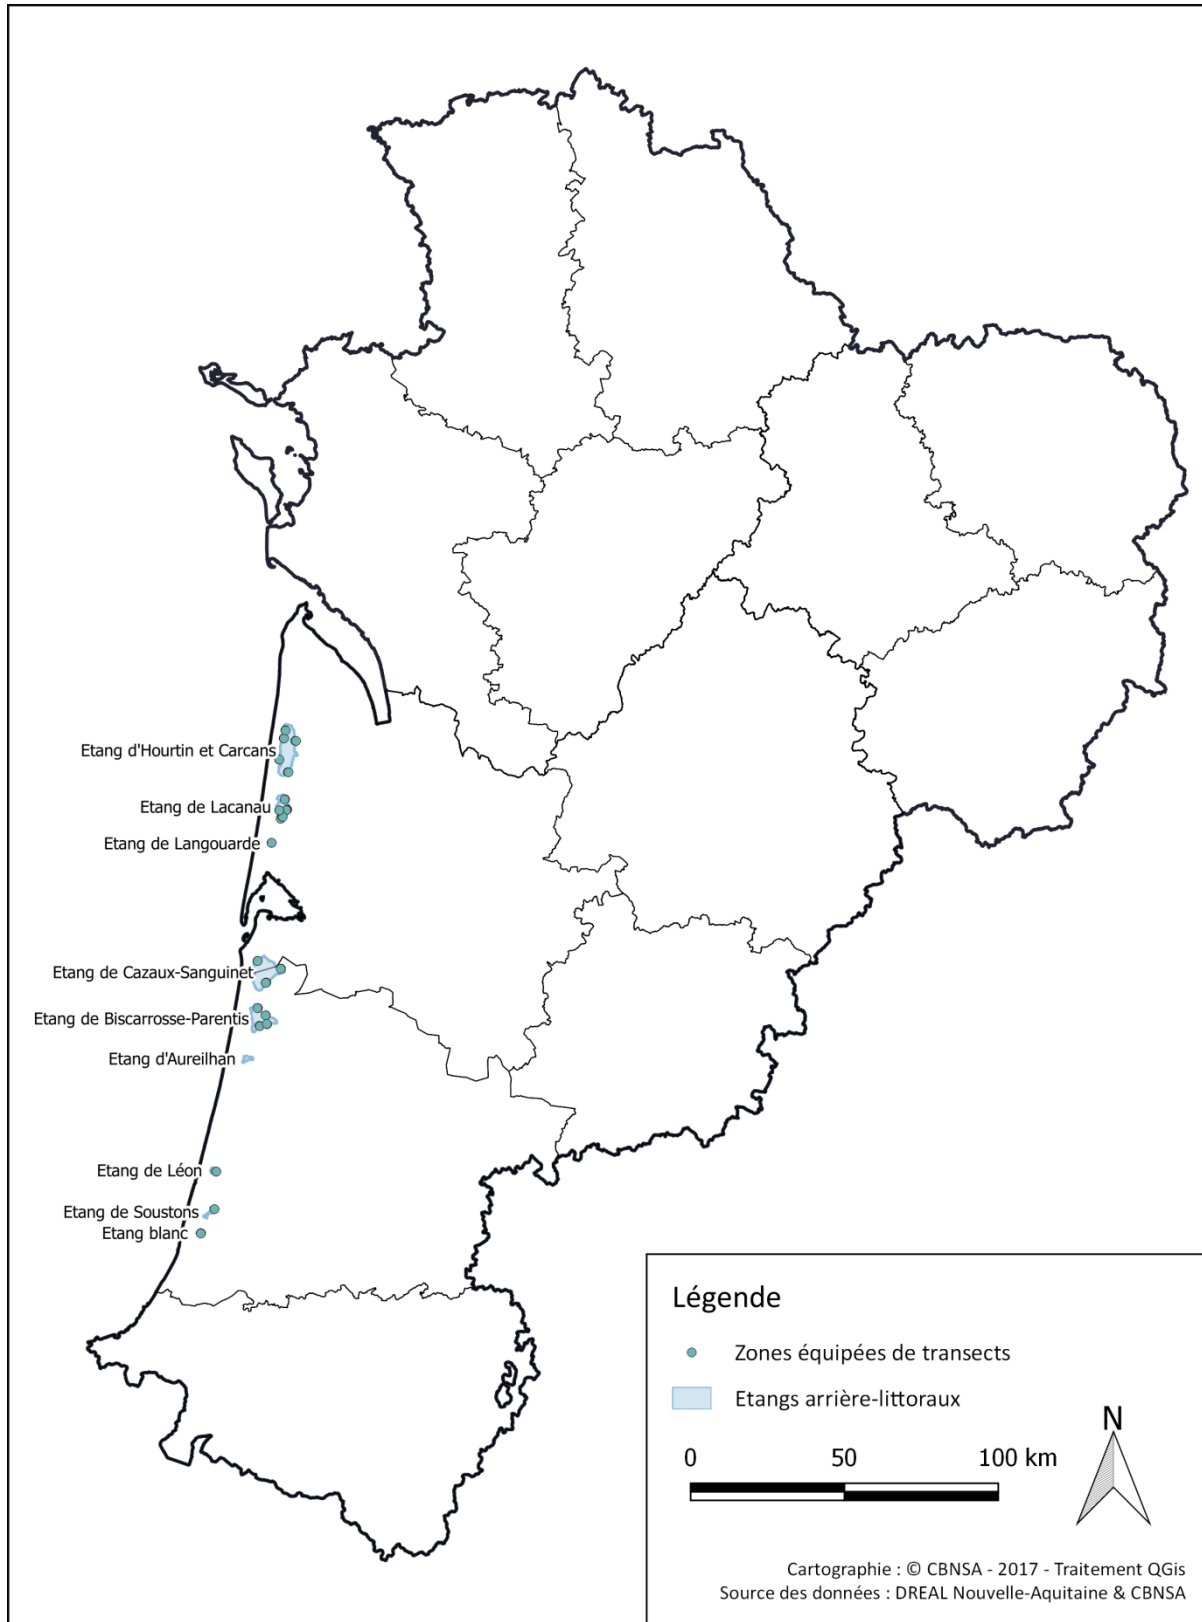 Etang d'Hourtin et Carcans
Etang de Lacanau
Etang de Langouarde
Etang de Cazaux-Sanguinet
Etang de Biscarrosse-Parentis
Etang d'Aureilhan
Etang de Léon
Etang de Soustons
Etang blanc
Légende
Zones équipées de transects
Etangs arrière-littoraux
0 50 100 km
N
Cartographie : © CBNSA - 2017 - Traitement QGis
Source des données : DREAL Nouvelle-Aquitaine & CBNSA